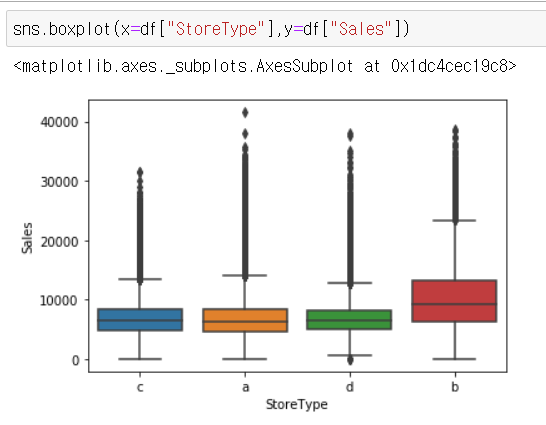 sns.boxplot(x=df["StoreType"],y=df["Sales"])
<matplotlib.axes._subplots.AxesSubplot at 0x1dc4cec19c8>
40000
30000
20000
10000
0
Sales
c a d b
StoreType